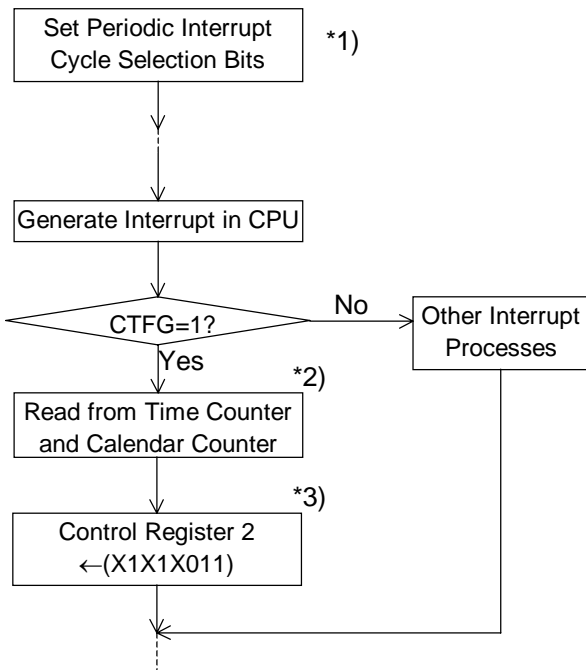 Set Periodic Interrupt
Cycle Selection Bits
*1)
Generate Interrupt in CPU
CTFG=1?
No
Other Interrupt
Processes
Yes
*2)
Read from Time Counter
and Calendar Counter
*3)
Control Register 2
←(X1X1X011)